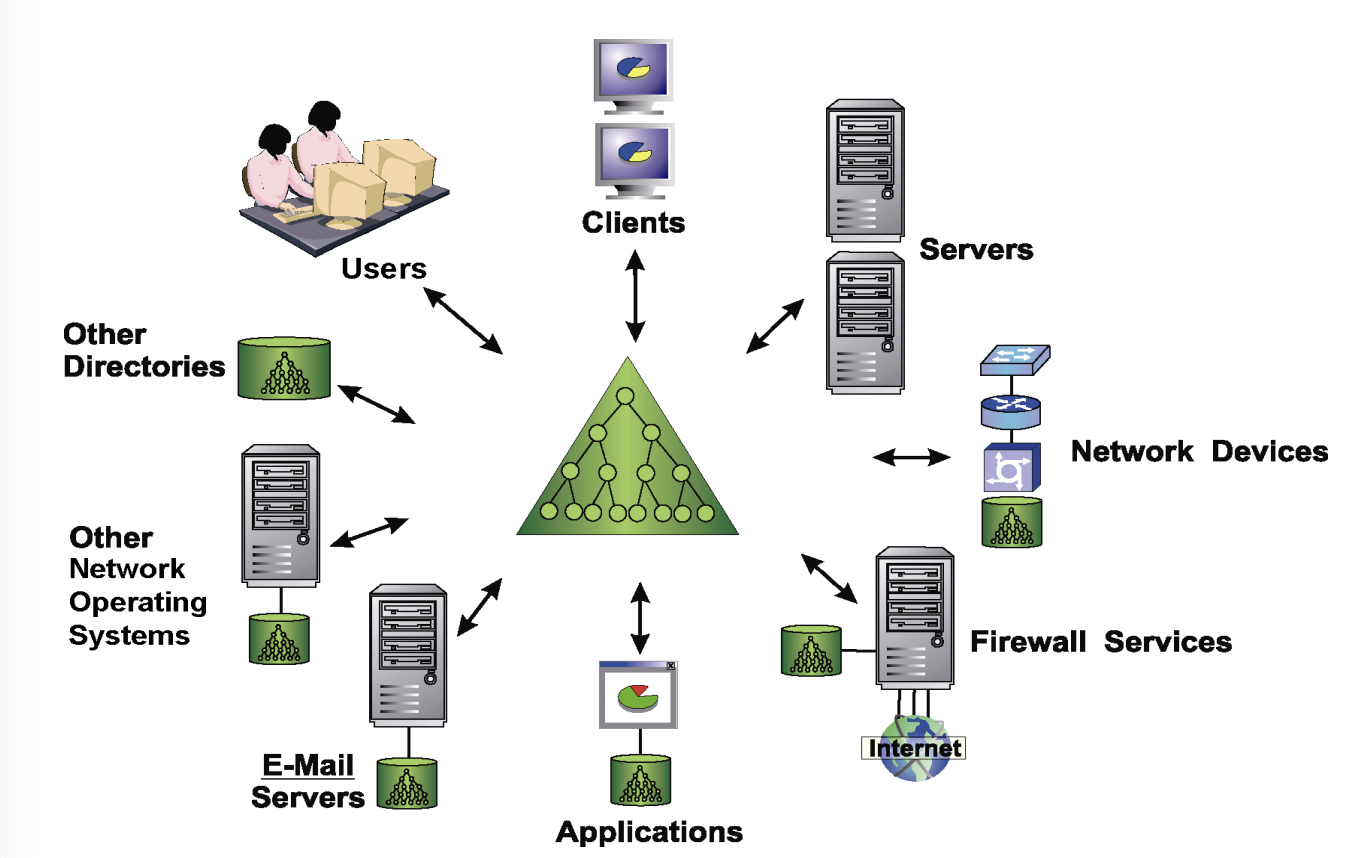 Clients
Servers
Users
Other
Directories
Network Devices
Other
Network
Operating
Systems
Firewall Services
Internet
E-Mail
Servers
Applications